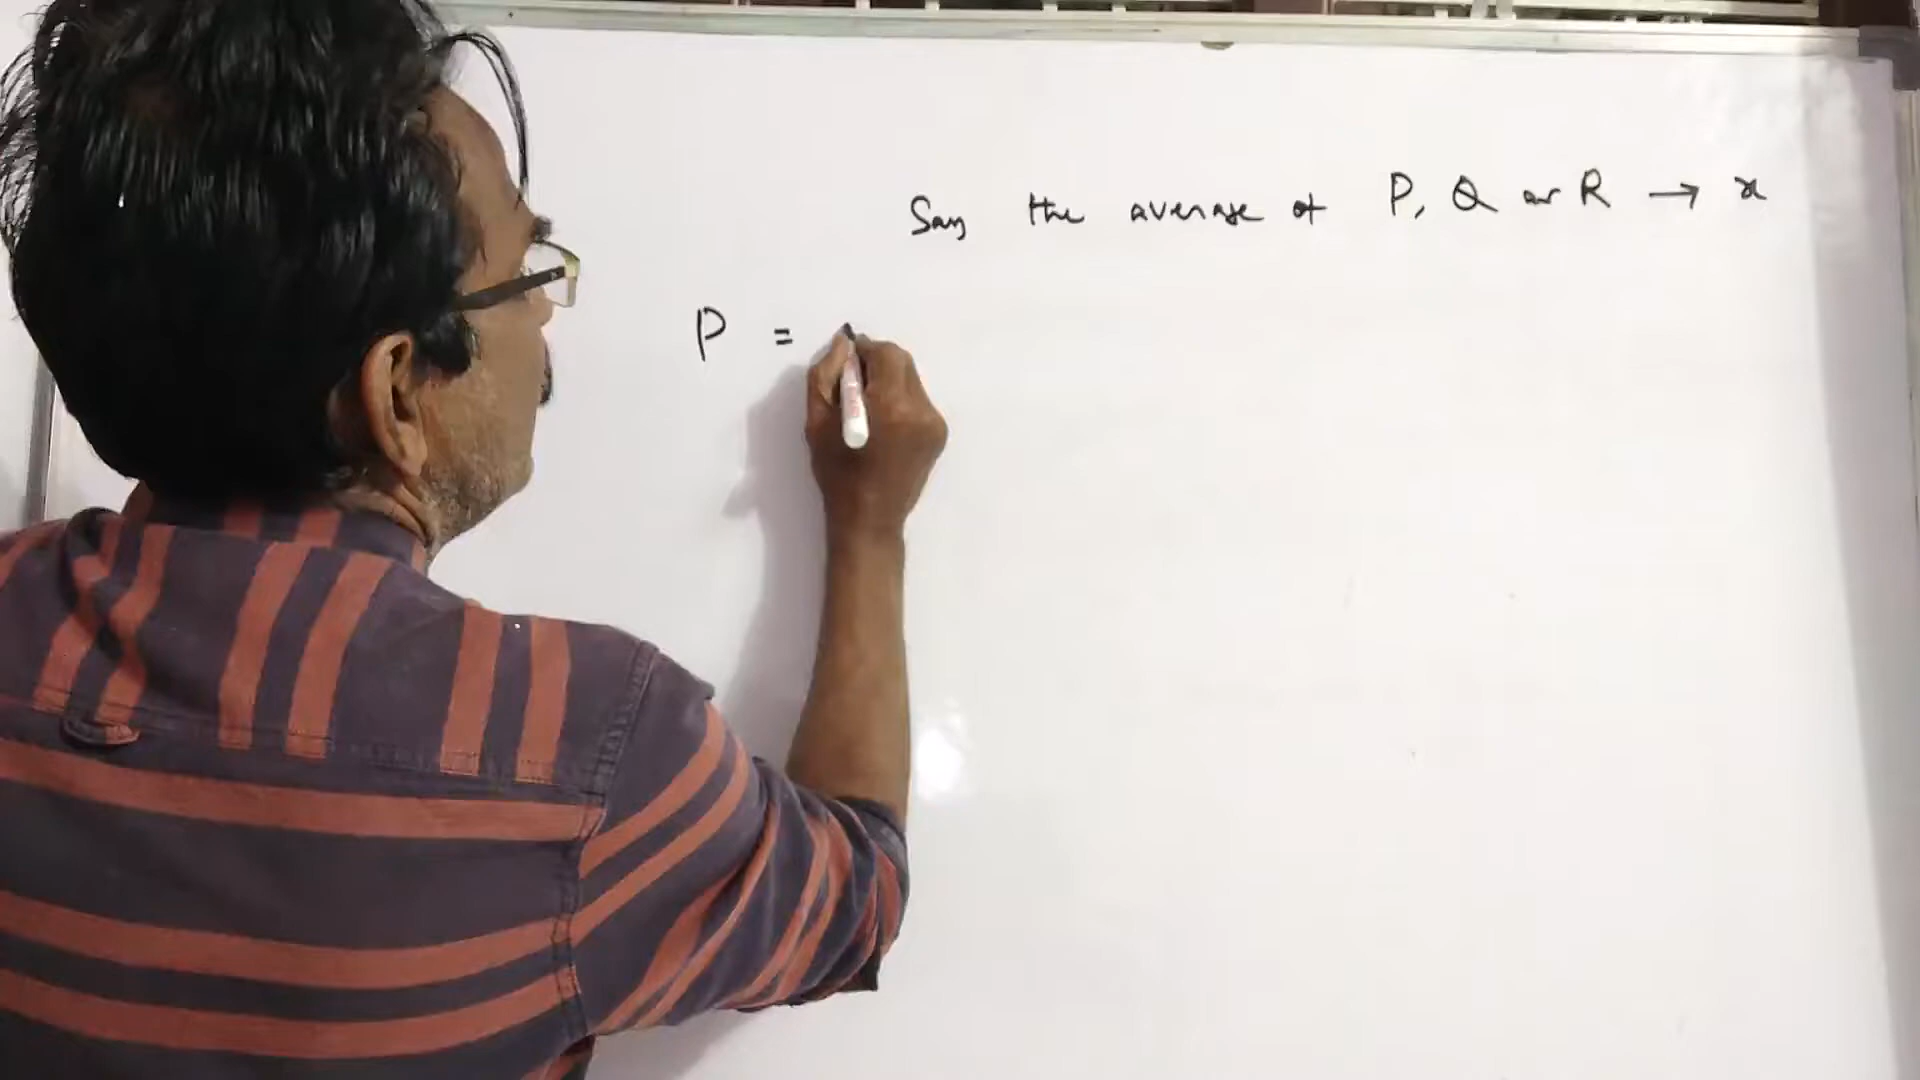 Say the average of P, Q or R → x
P =